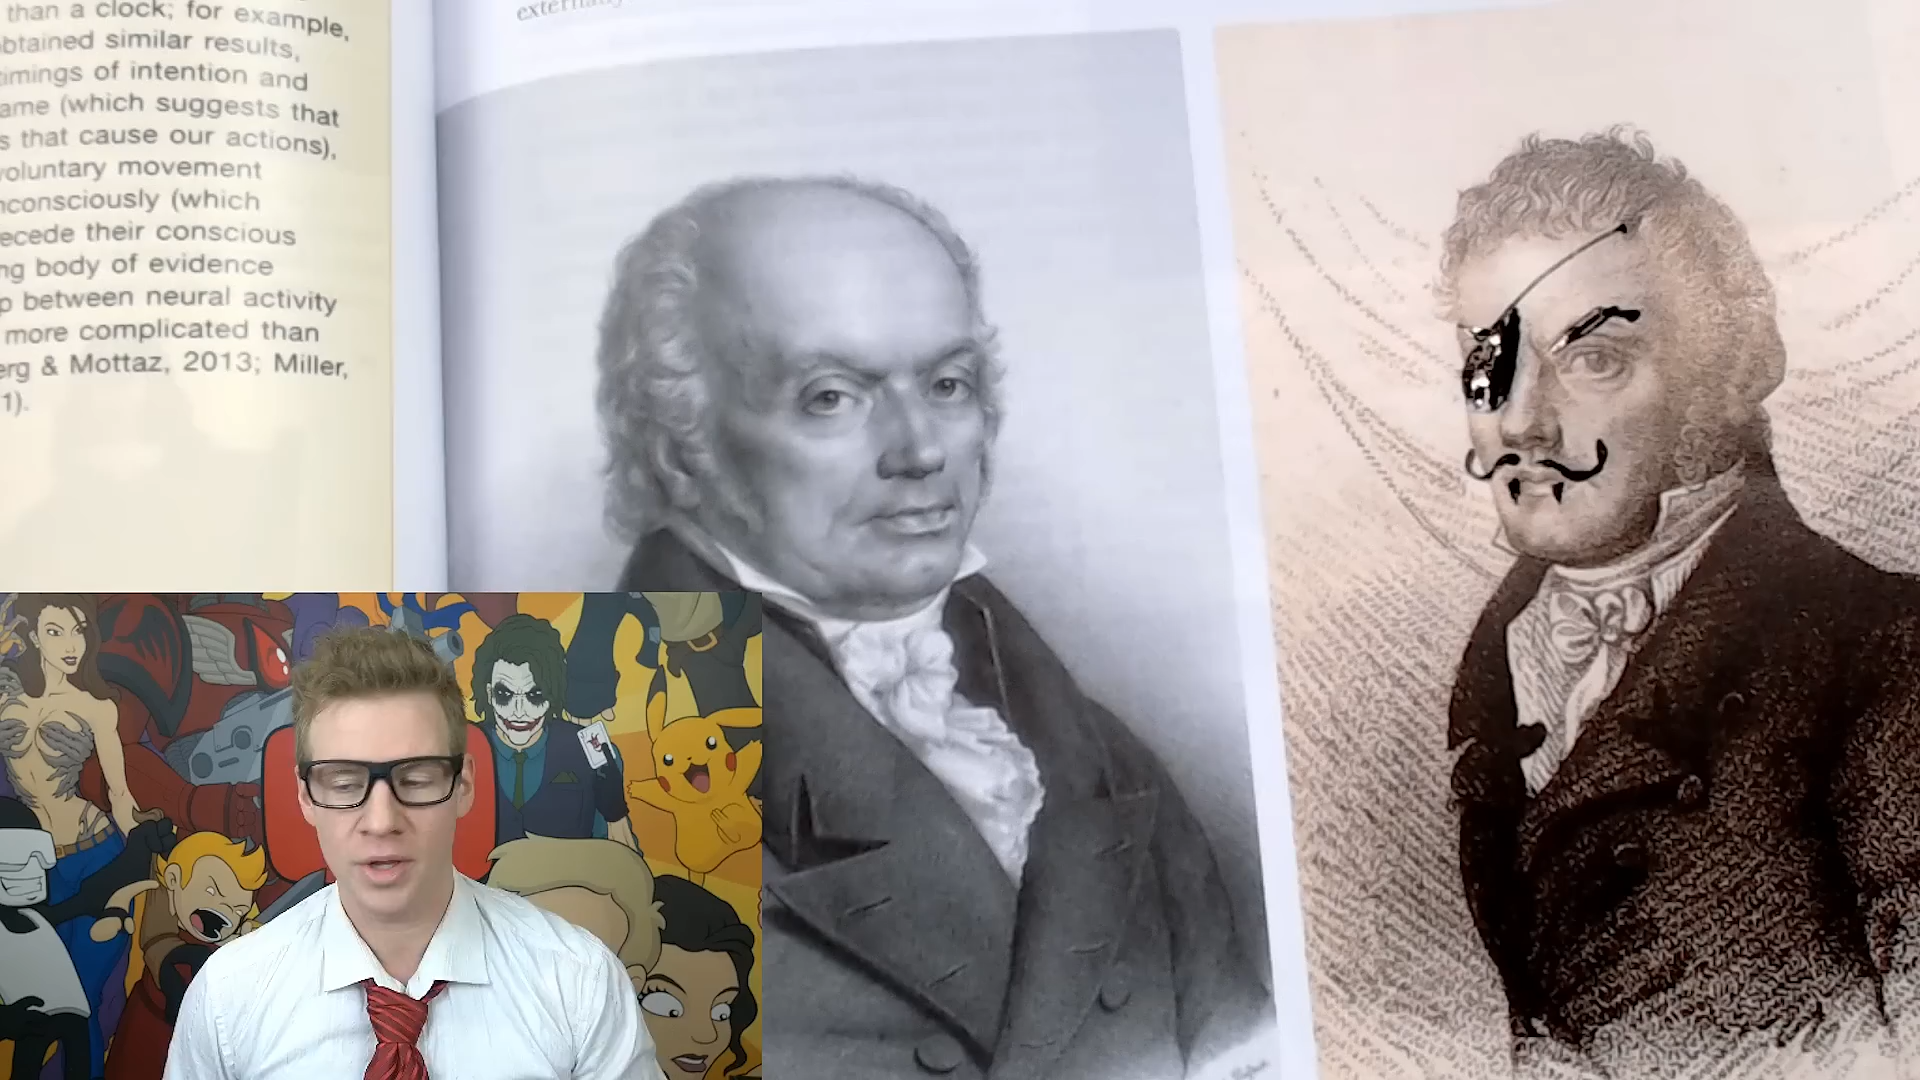 than a clock; for example,
obtained similar results,
timings of intention and
ame (which suggests that
s that cause our actions),
voluntary movement
nconsciously (which
ecede their conscious
ng body of evidence
p between neural activity
more complicated than
erg & Mottaz, 2013; Miller,
1).
externally